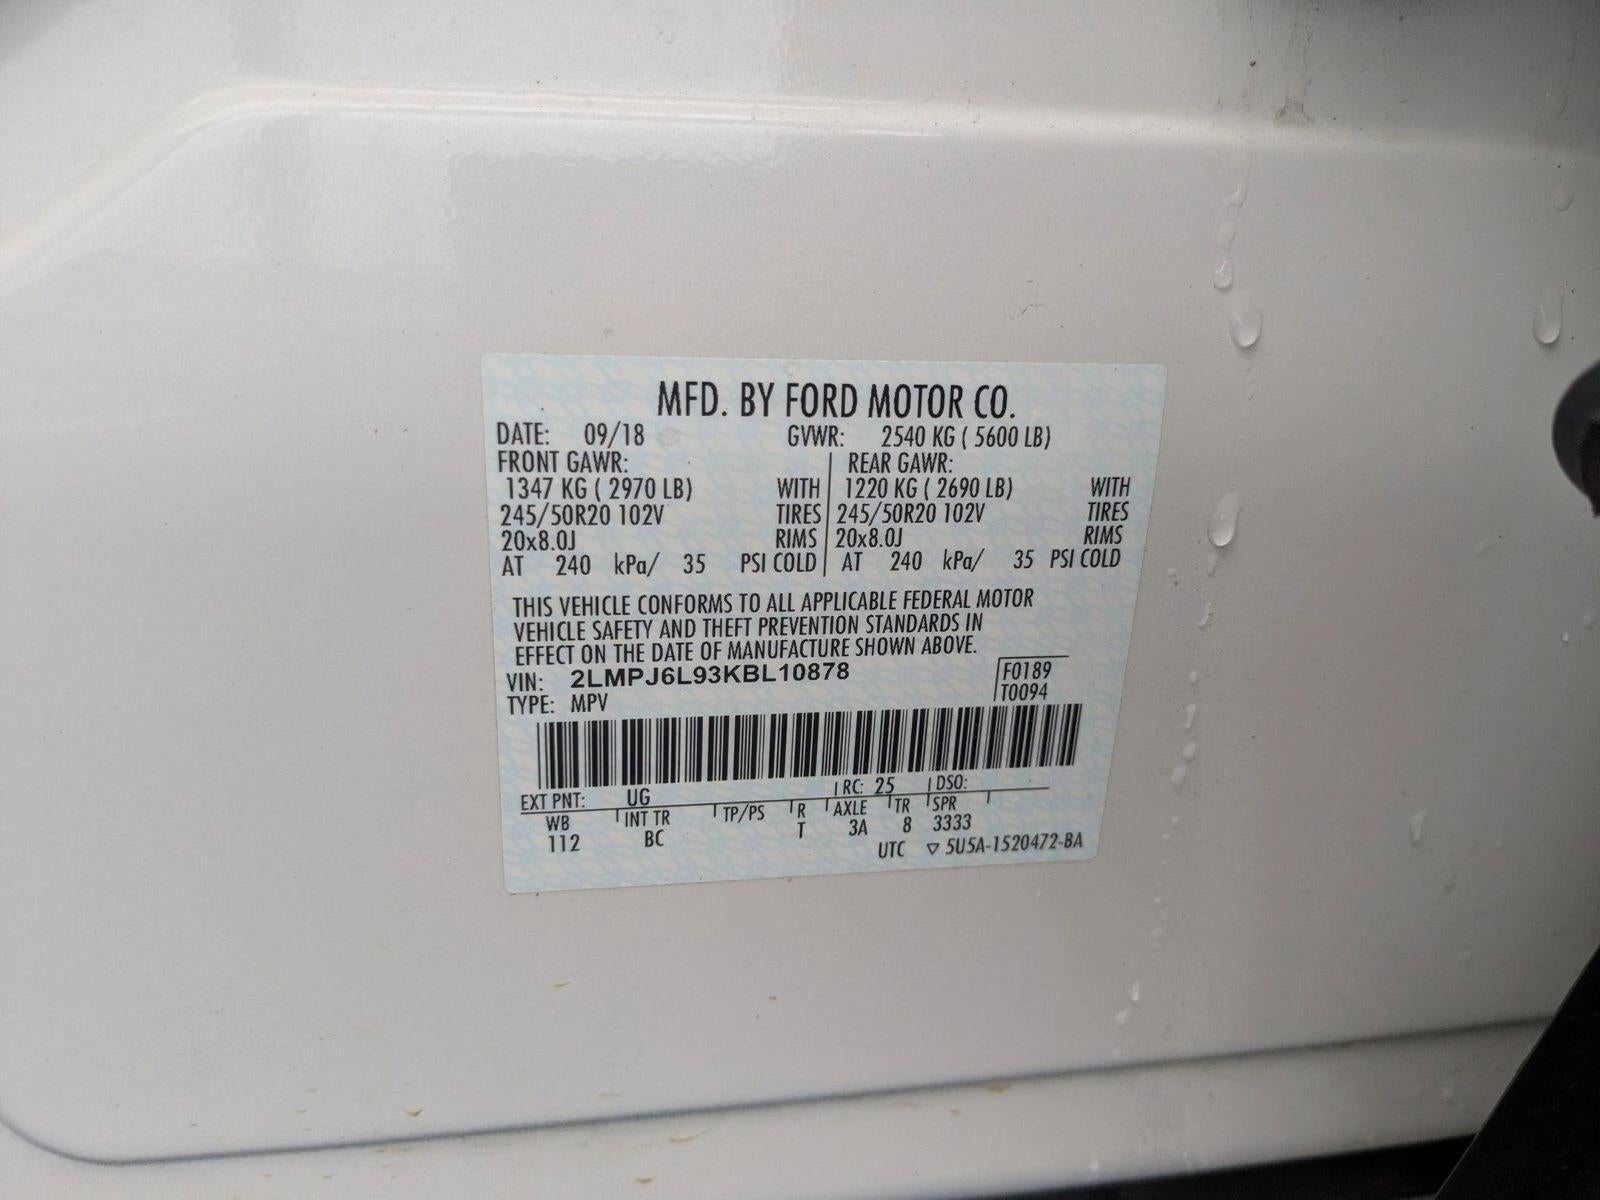 MFD. BY FORD MOTOR CO.
DATE: 09/18 GVWR: 2540 KG ( 5600 LB)
FRONT GAWR: REAR GAWR:
1347 KG ( 2970 LB) WITH 1220 KG ( 2690 LB) WITH
245/50R20 102V TIRES 245/50R20 102V TIRES
20x8.0J RIMS 20x8.0J RIMS
AT 240 kPa/ 35 PSI COLD AT 240 kPa/ 35 PSI COLD
THIS VEHICLE CONFORMS TO ALL APPLICABLE FEDERAL MOTOR
VEHICLE SAFETY AND THEFT PREVENTION STANDARDS IN
EFFECT ON THE DATE OF MANUFACTURE SHOWN ABOVE.
VIN: 2LMPJ6L93KBL10878 F0189
TYPE: MPV T0094
EXT PNT: UG RC: 25 DSO:
WB INT TR TP/PS R AXLE TR SPR
112 BC T 3A 8 3333
UTC ▽ 5U5A-1520472-BA